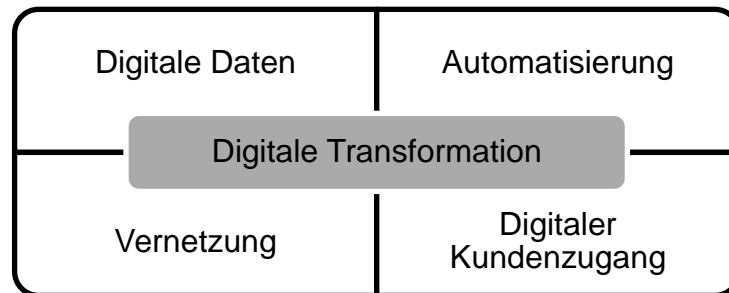 Digitale Daten
Automatisierung
Digitale Transformation
Vernetzung
Digitaler
Kundenzugang